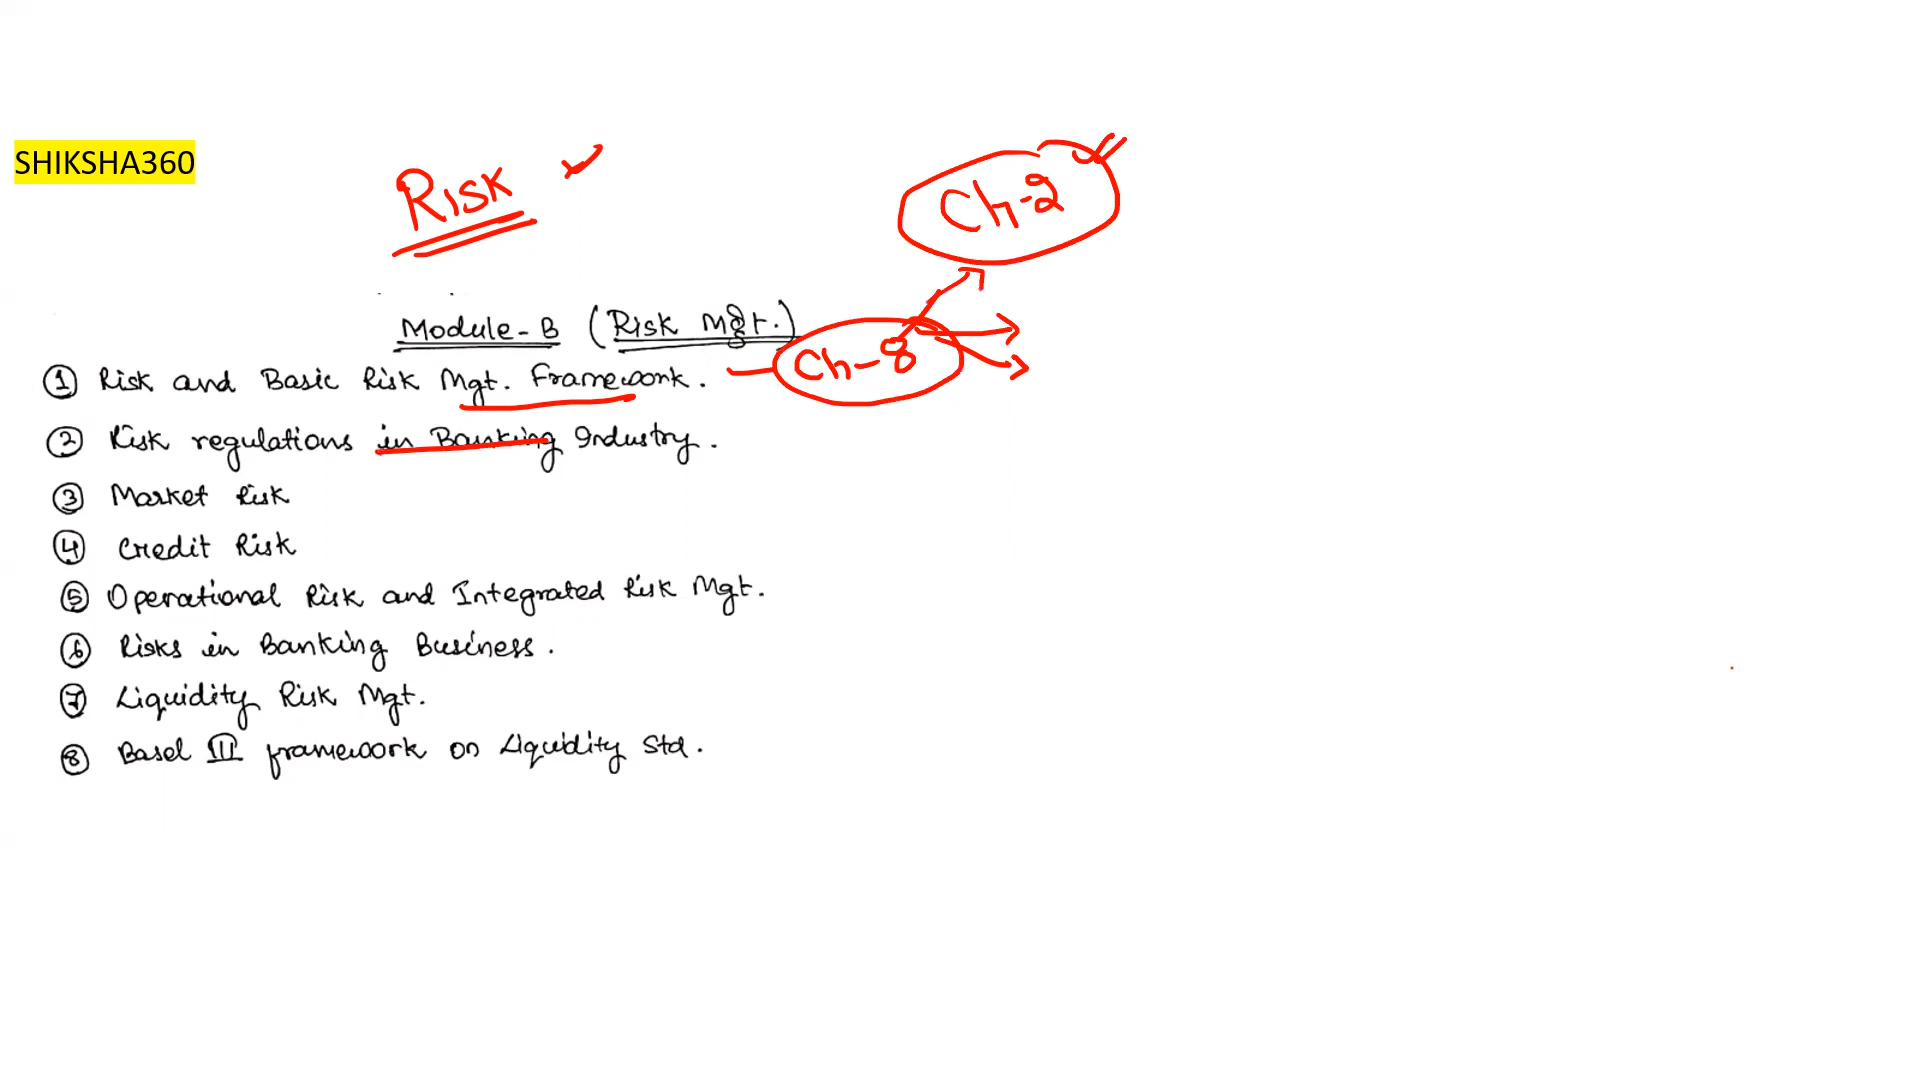 SHIKSHA360
Risk
Ch-2
Module-B (Risk Mgt.)
Ch-8
① Risk and Basic Risk Mgt. Framework.
② Risk regulations in Banking Industry.
③ Market Risk
④ Credit Risk
⑤ Operational Risk and Integrated Risk Mgt.
⑥ Risks in Banking Business.
⑦ Liquidity Risk Mgt.
⑧ Basel III framework on Liquidity Std.